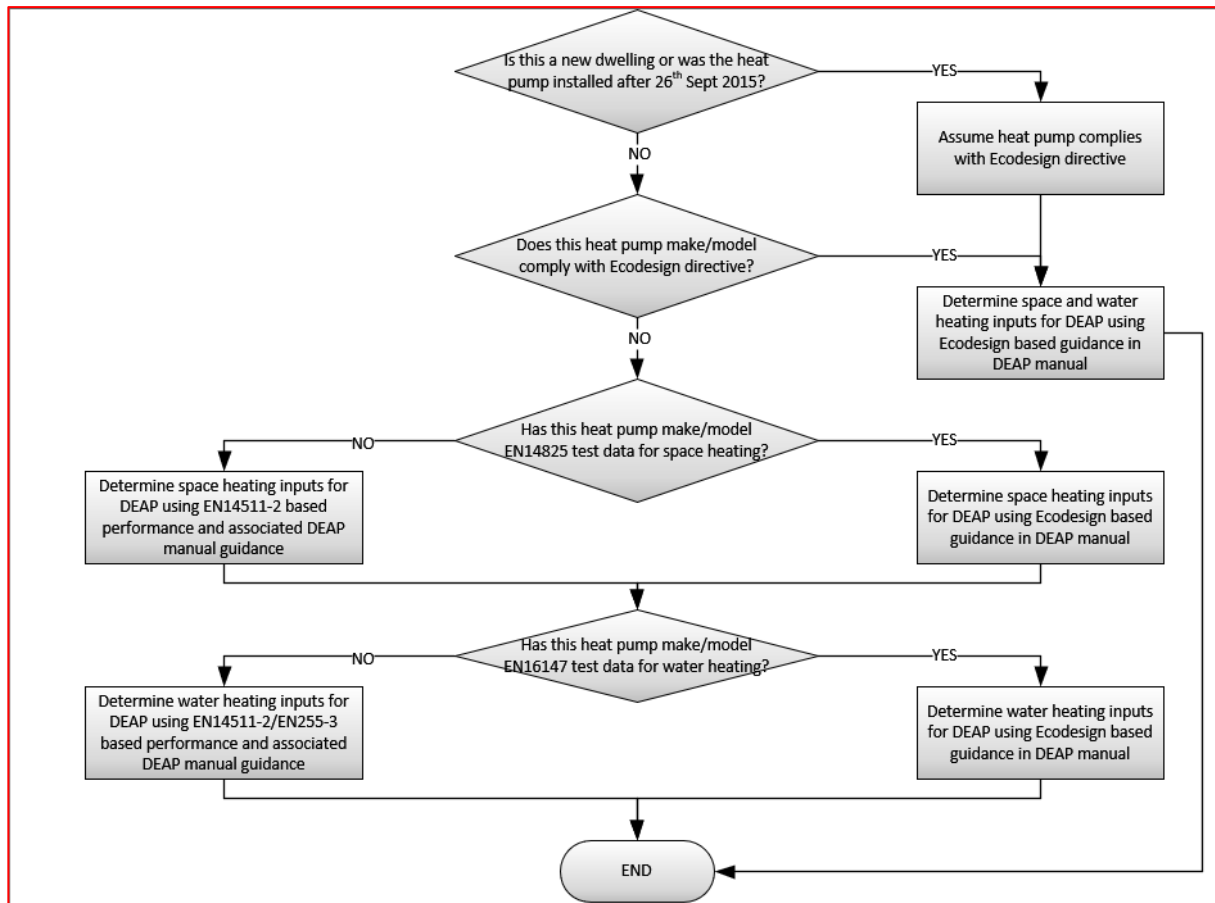 Is this a new dwelling or was the heat
pump installed after 26th Sept 2015?
YES
Assume heat pump complies
with Ecodesign directive
NO
Does this heat pump make/model
comply with Ecodesign directive?
YES
Determine space and water
heating inputs for DEAP using
Ecodesign based guidance in
DEAP manual
NO
Has this heat pump make/model
EN14825 test data for space heating?
NO
YES
Determine space heating inputs for
DEAP using EN14511-2 based
performance and associated DEAP
manual guidance
Determine space heating inputs
for DEAP using Ecodesign based
guidance in DEAP manual
Has this heat pump make/model
EN16147 test data for water heating?
NO
YES
Determine water heating inputs for
DEAP using EN14511-2/EN255-3
based performance and associated
DEAP manual guidance
Determine water heating inputs
for DEAP using Ecodesign based
guidance in DEAP manual
END